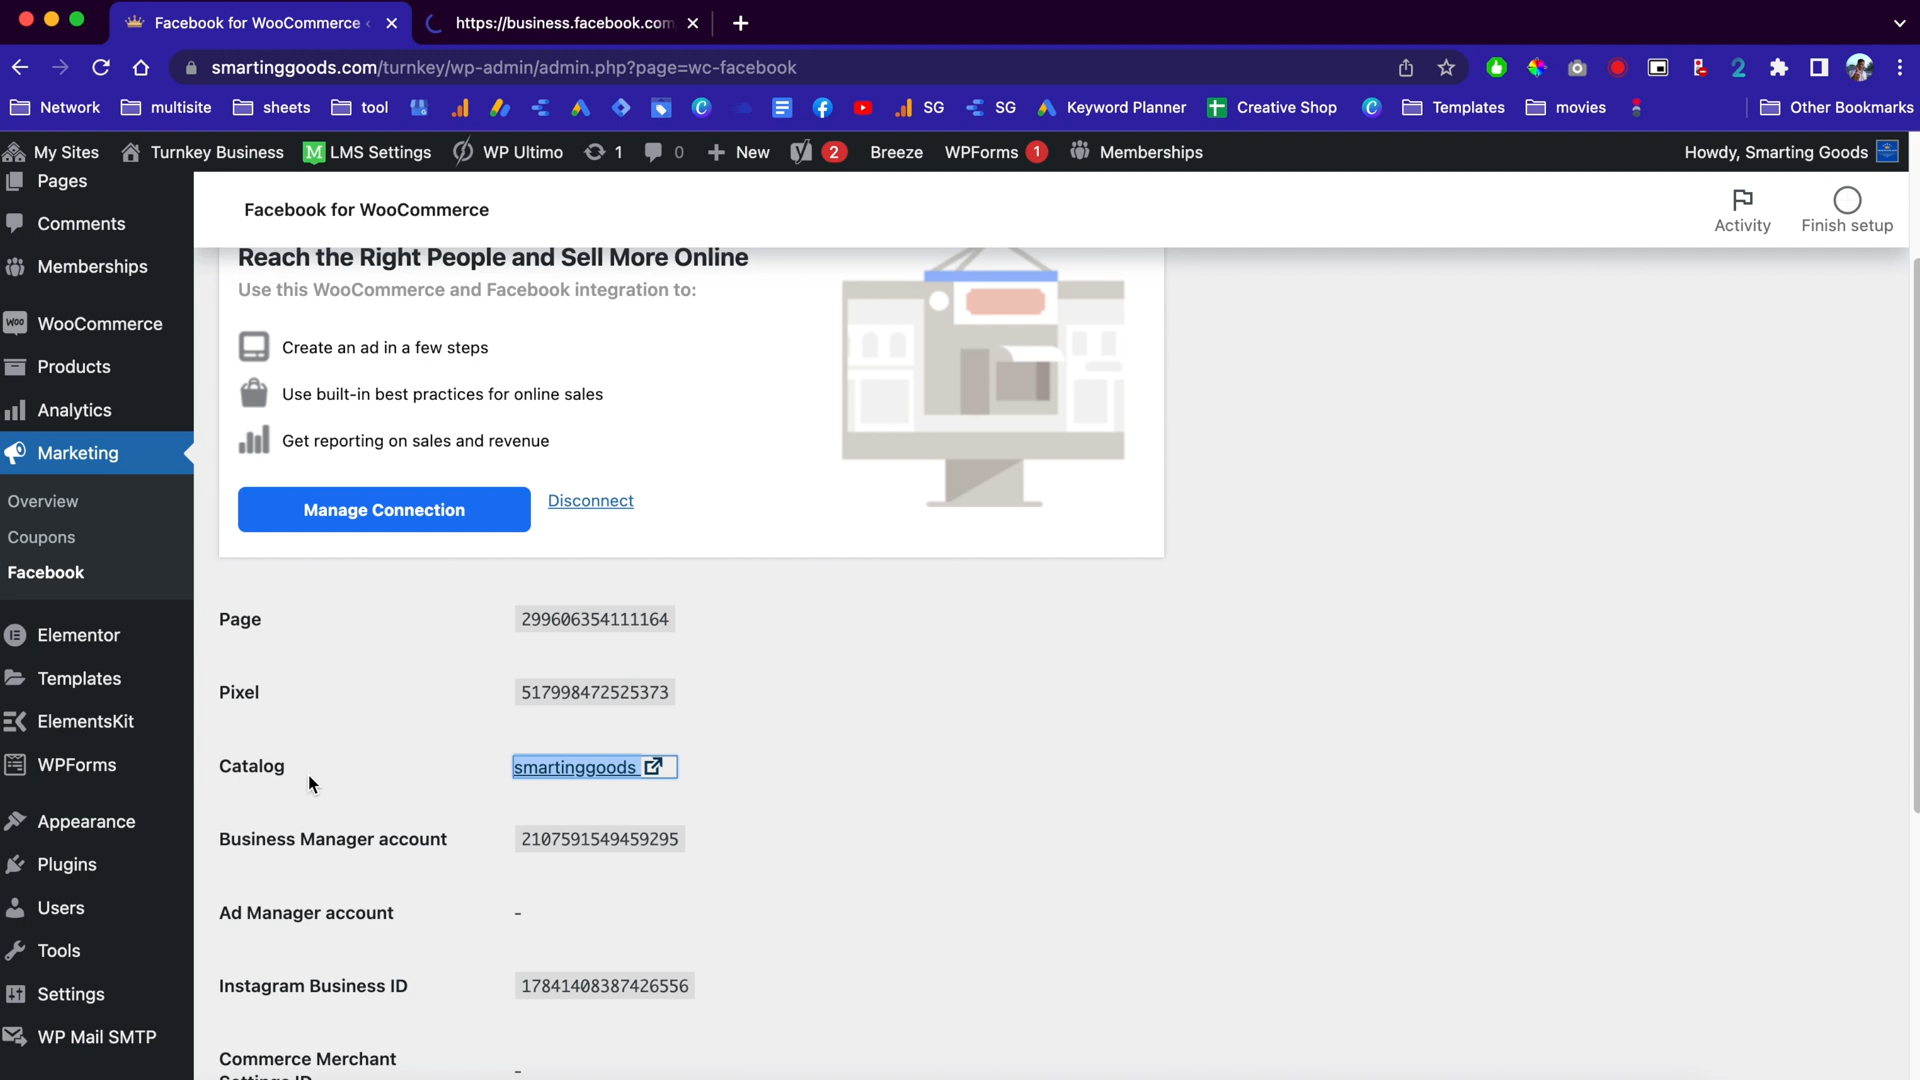 Facebook for WooCommerce
https://business.facebook.com
smartinggoods.com/turnkey/wp-admin/admin.php?page=wc-facebook
2
Network
multisite
sheets
tool
SG
SG
Keyword Planner
Creative Shop
Templates
movies
Other Bookmarks
My Sites
Turnkey Business
M LMS Settings
WP Ultimo
1
0
New
2
Breeze
WPForms 1
Memberships
Howdy, Smarting Goods
Pages
Comments
Memberships
Woo WooCommerce
Products
Analytics
Marketing
Overview
Coupons
Facebook
Elementor
Templates
ElementsKit
WPForms
Appearance
Plugins
Users
Tools
Settings
WP Mail SMTP
Facebook for WooCommerce
Activity
Finish setup
Reach the Right People and Sell More Online
Use this WooCommerce and Facebook integration to:
Create an ad in a few steps
Use built-in best practices for online sales
Get reporting on sales and revenue
Manage Connection
Disconnect
Page 299606354111164
Pixel 517998472525373
Catalog smartinggoods
Business Manager account 2107591549459295
Ad Manager account -
Instagram Business ID 17841408387426556
Commerce Merchant
Settings ID -